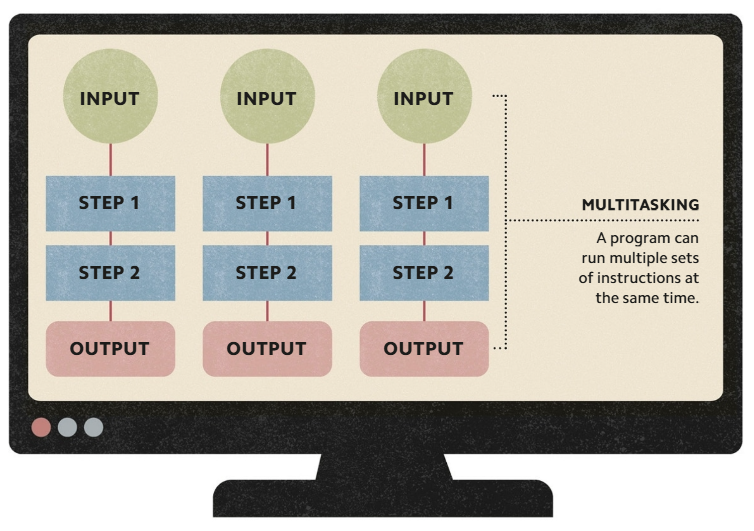 INPUT INPUT INPUT
STEP 1 STEP 1 STEP 1
STEP 2 STEP 2 STEP 2
OUTPUT OUTPUT OUTPUT
MULTITASKING
A program can
run multiple sets
of instructions at
the same time.